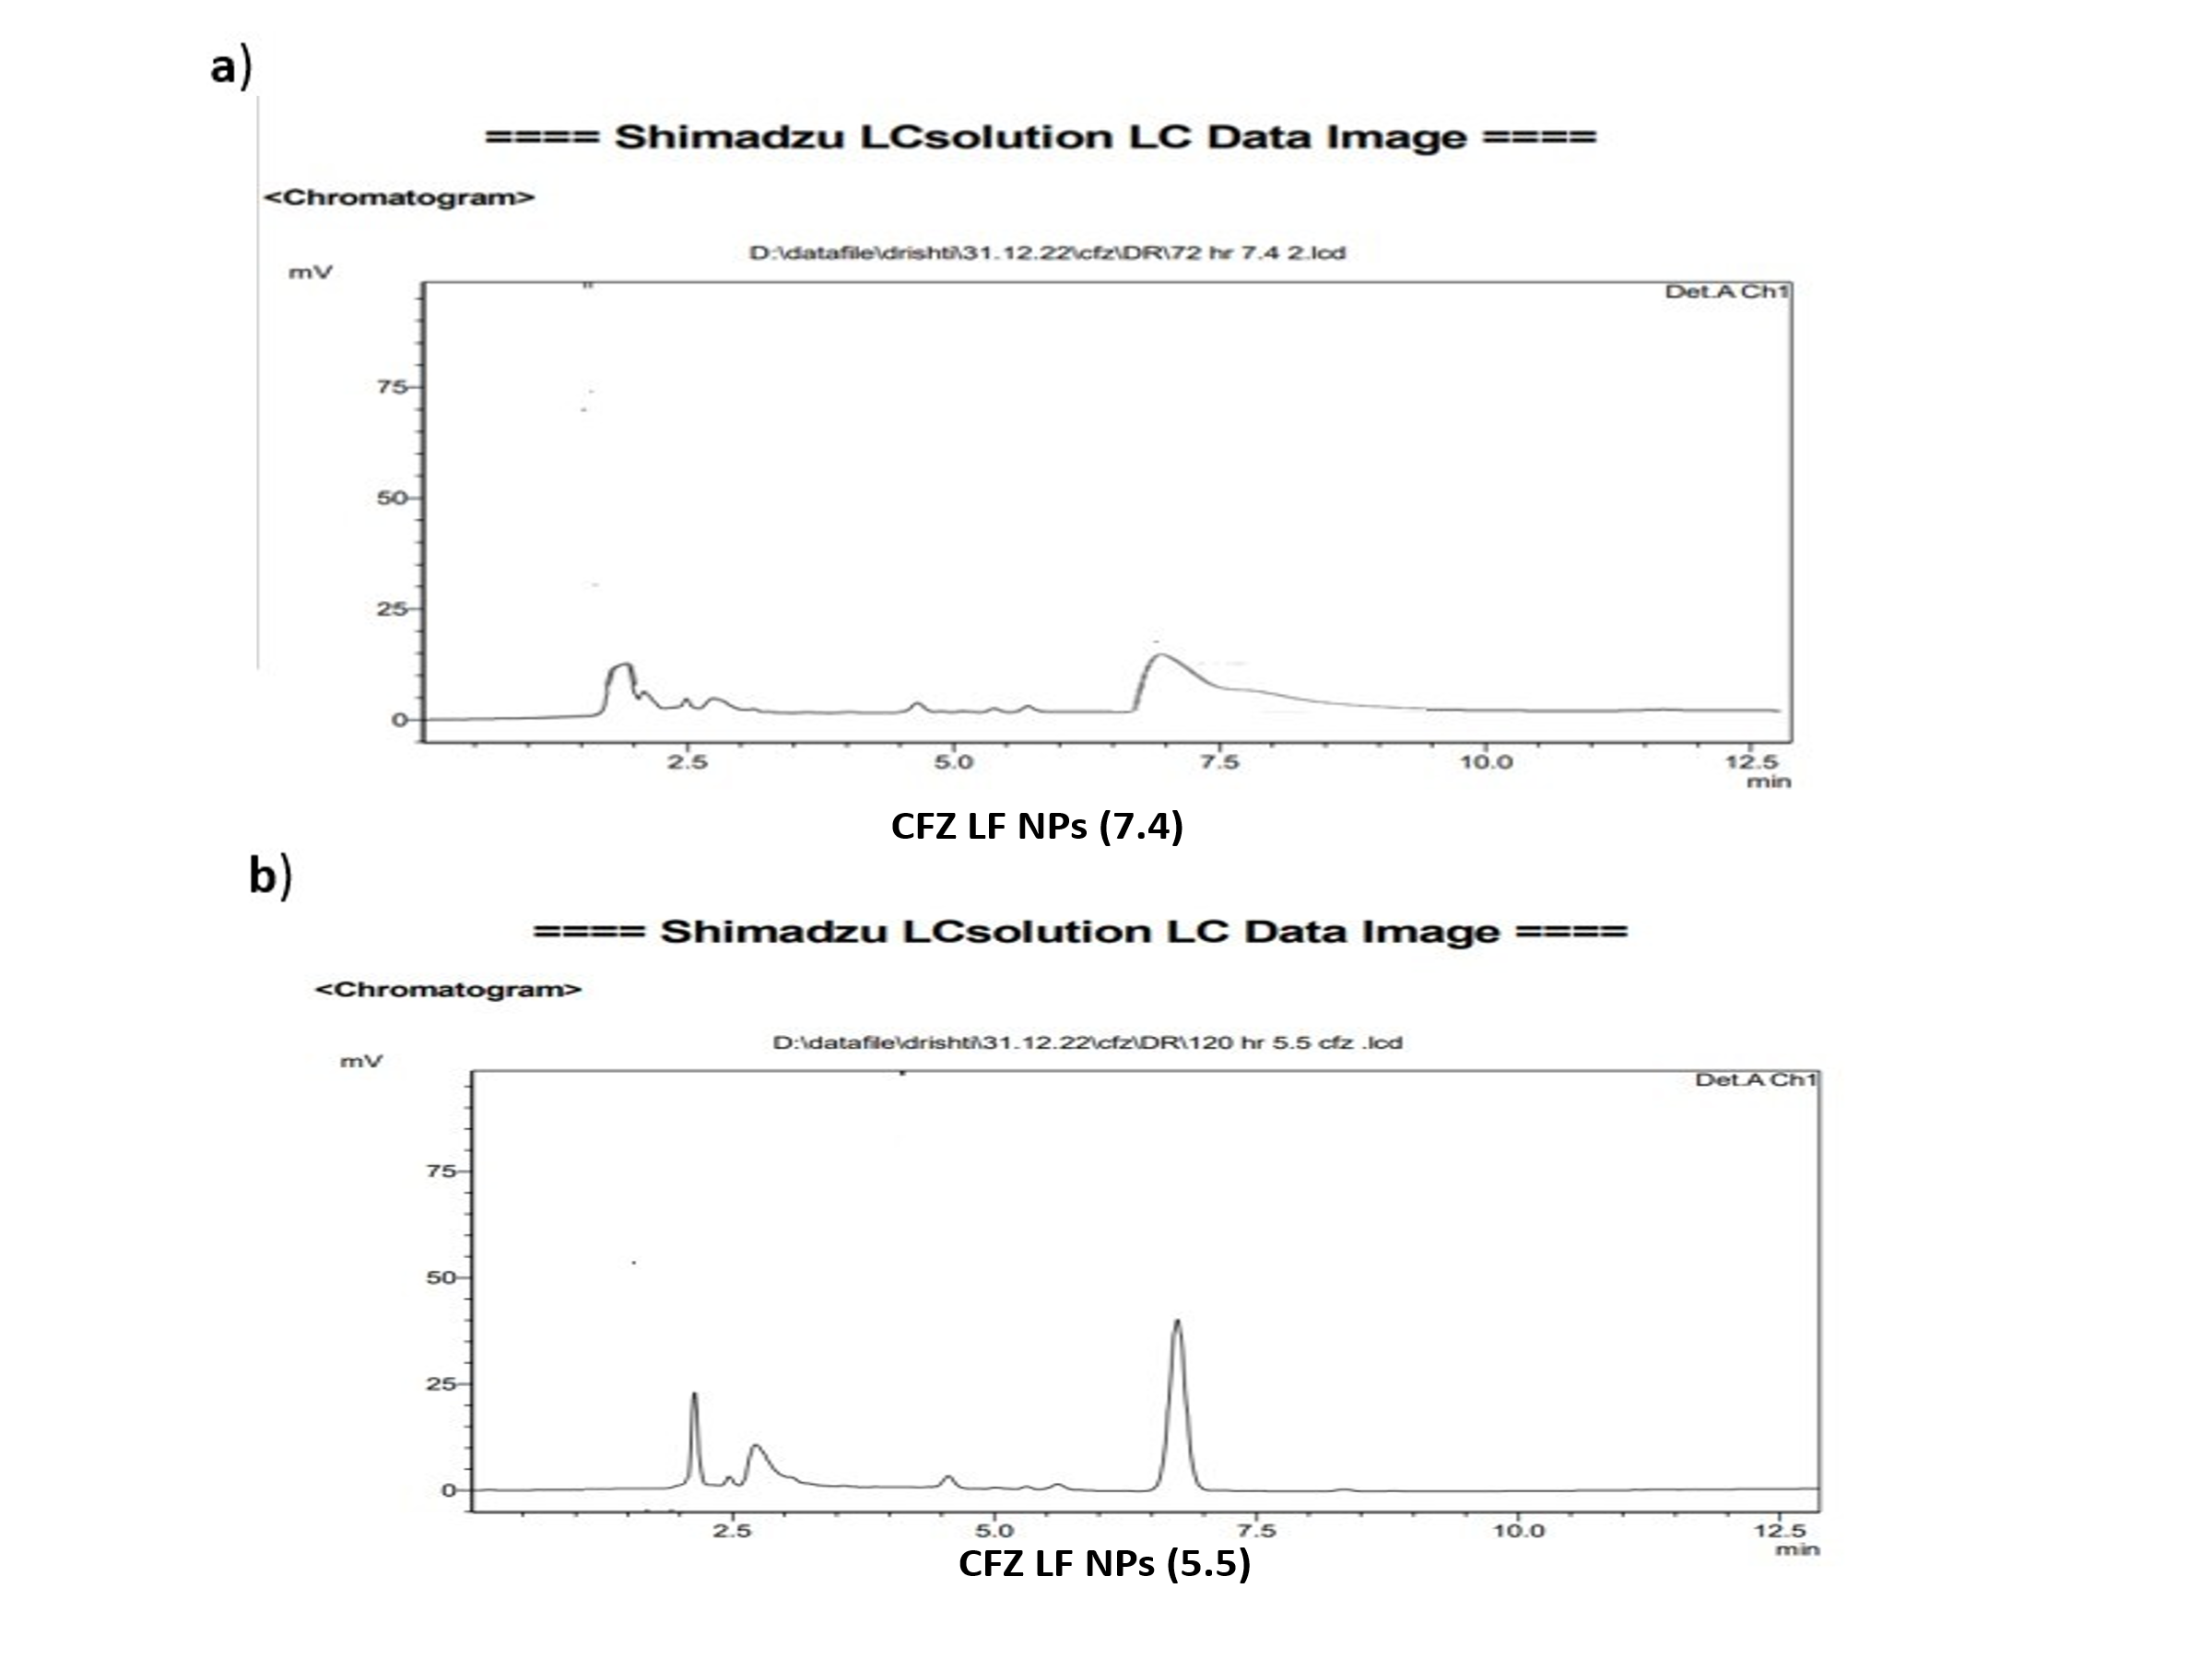 a)
==== Shimadzu LCsolution LC Data Image ====
<Chromatogram>
D:\datafile\drishti\31.12.22\cfz\DR\72 hr 7.4 2.lcd
mV
Det.A Ch1
75
50
25
0
2.5 5.0 7.5 10.0 12.5
min
CFZ LF NPs (7.4)
b)
==== Shimadzu LCsolution LC Data Image ====
<Chromatogram>
D:\datafile\drishti\31.12.22\cfz\DR\120 hr 5.5 cfz .lcd
mV
Det.A Ch1
75
50
25
0
2.5 5.0 7.5 10.0 12.5
min
CFZ LF NPs (5.5)